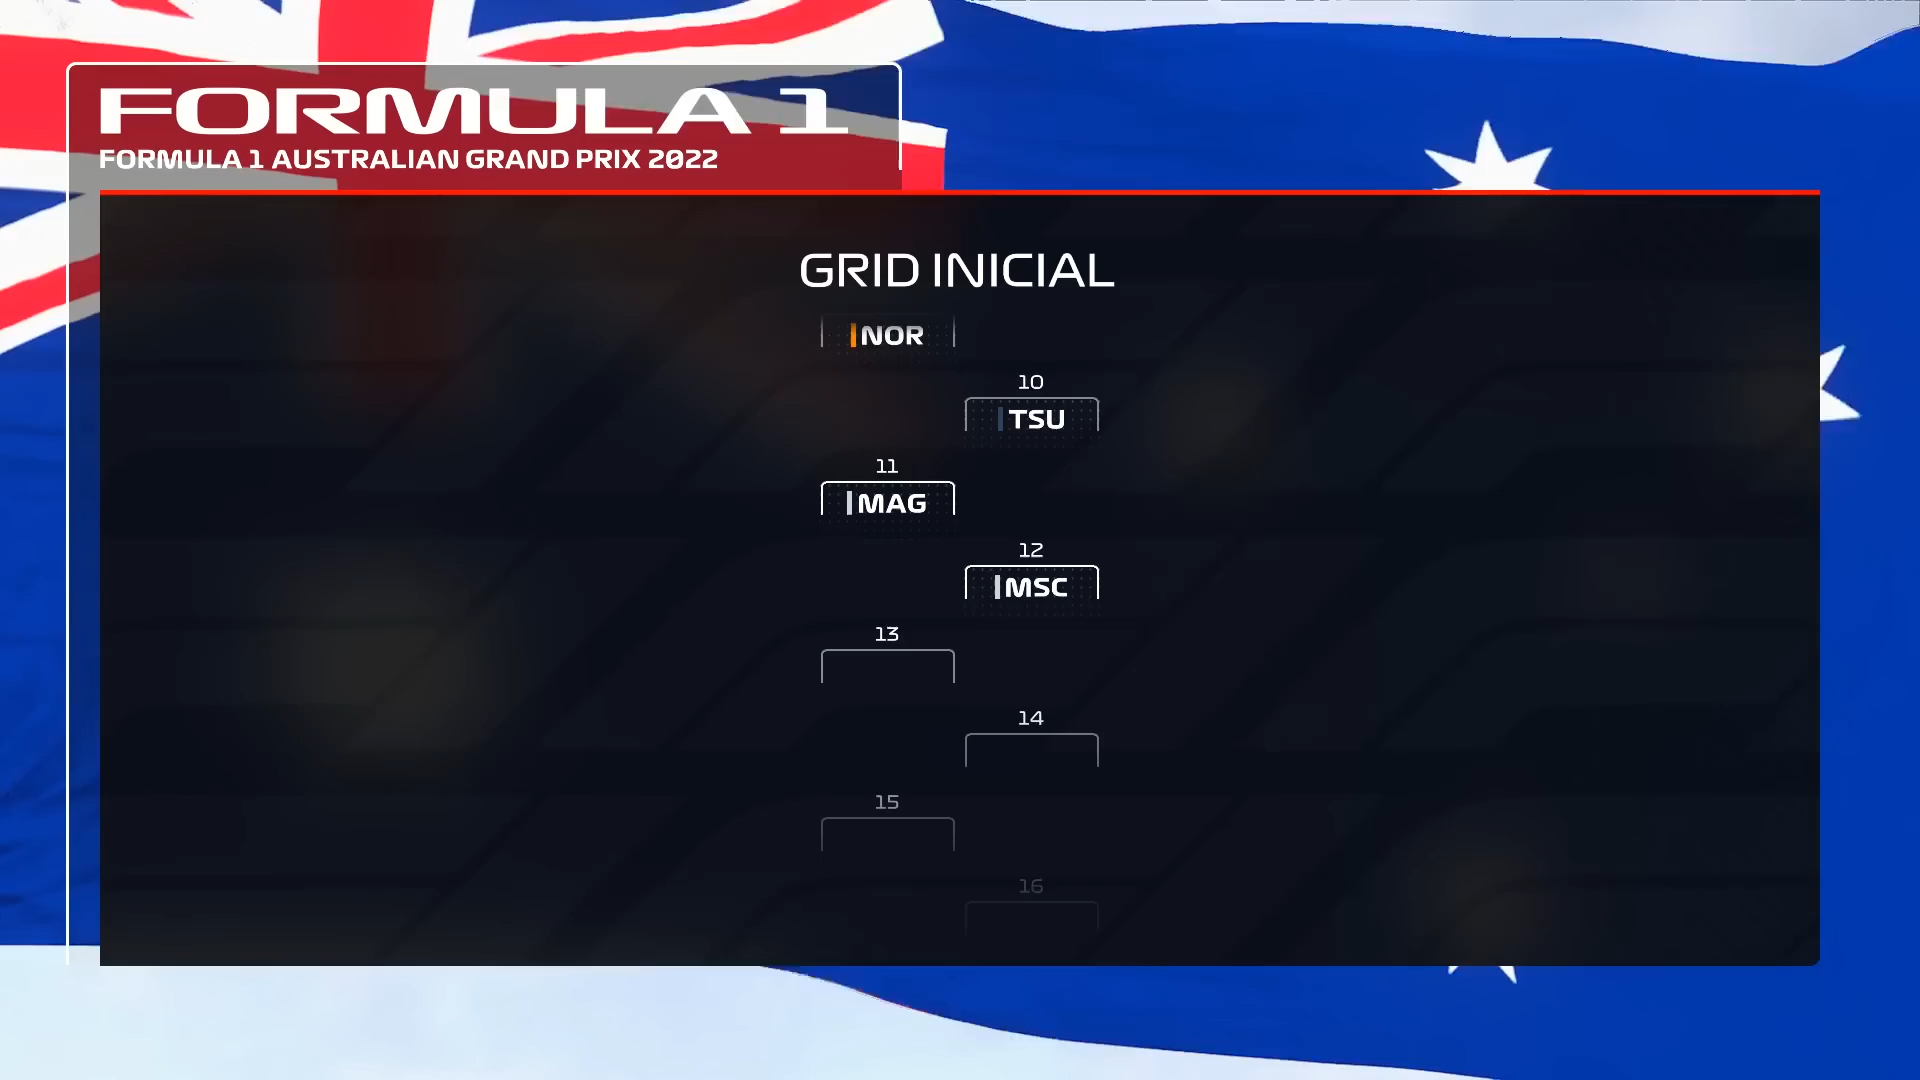 FORMULA 1
FORMULA 1 AUSTRALIAN GRAND PRIX 2022
GRID INICIAL
NOR
10
TSU
11
MAG
12
MSC
13
14
15
16